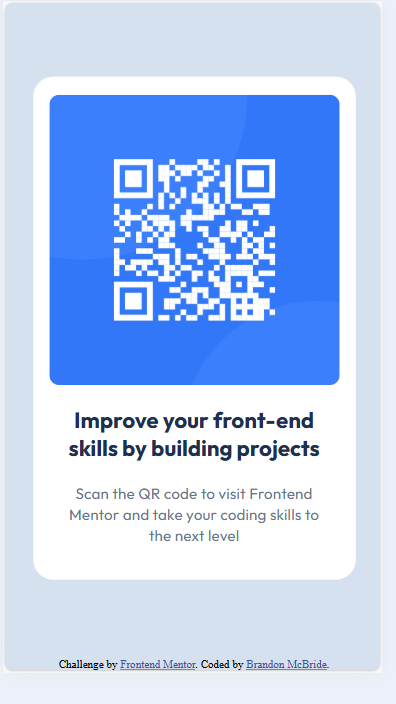 Improve your front-end
skills by building projects
Scan the QR code to visit Frontend
Mentor and take your coding skills to
the next level
Challenge by Frontend Mentor. Coded by Brandon McBride.